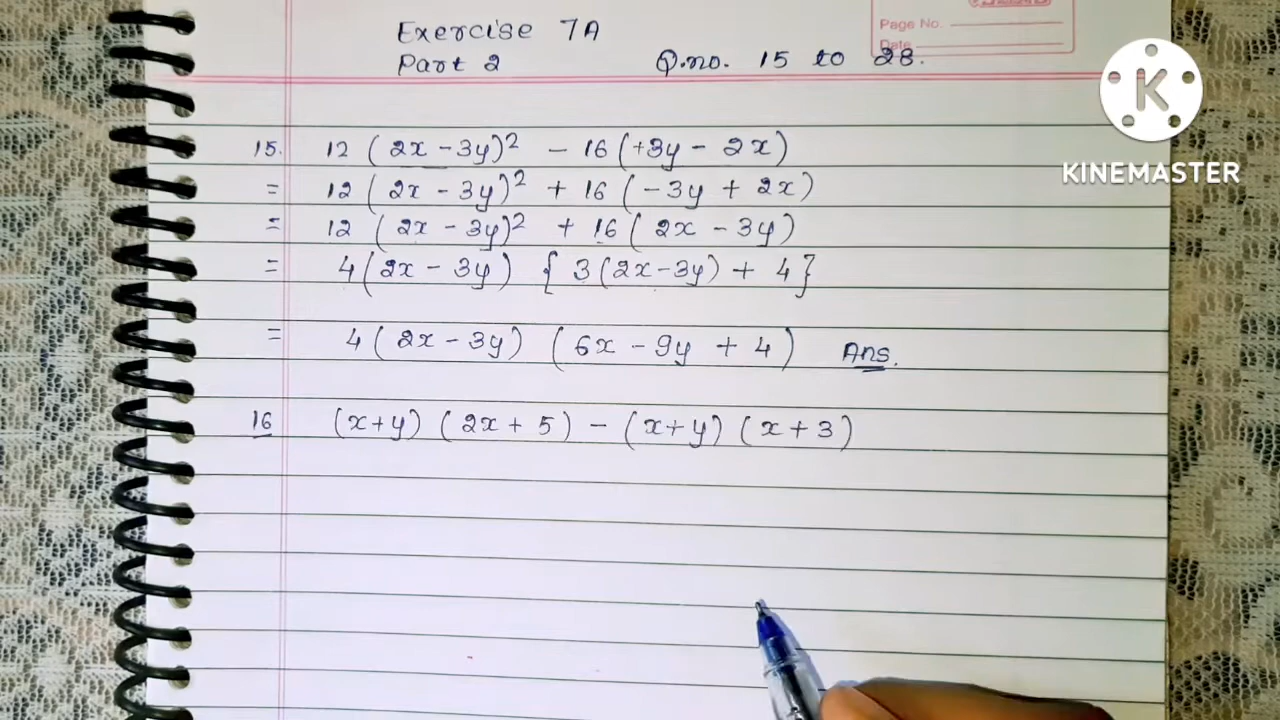 Exercise 7A
Page No.
Part 2 Q.no. 15 to 28.
Date
K
KINEMASTER
15. 12 (2x - 3y)² - 16 (+3y - 2x)
= 12 (2x - 3y)² + 16 (-3y + 2x)
= 12 (2x - 3y)² + 16 (2x - 3y)
= 4 (2x - 3y) { 3 (2x - 3y) + 4 }
= 4 (2x - 3y) (6x - 9y + 4) Ans.
16 (x+y) (2x + 5) - (x+y) (x + 3)